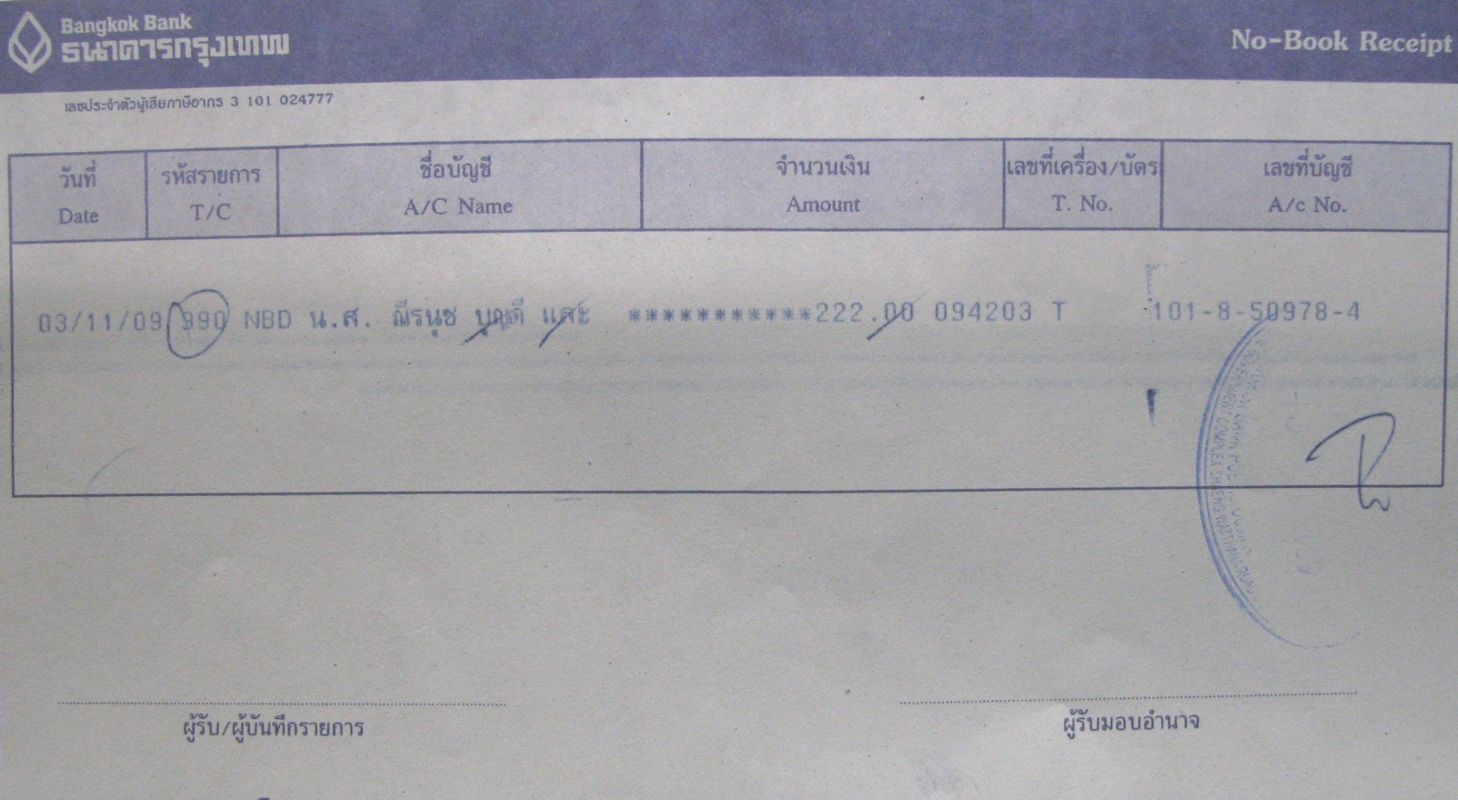 Bangkok Bank
ธนาคารกรุงเทพ
No-Book Receipt
เลขประจำตัวผู้เสียภาษีอากร 3 101 024777
วันที่ รหัสรายการ ชื่อบัญชี จำนวนเงิน เลขที่เครื่อง/บัตร เลขที่บัญชี
Date T/C A/C Name Amount T. No. A/c No.
03/11/09 990 NBD น.ส. ณีรนุช บุญดี และ ***********222.00 094203 T 101-8-50978-4
GOVERNMENT COMPLEX CHAENG WATTHANA
ผู้รับ/ผู้บันทึกรายการ ผู้รับมอบอำนาจ